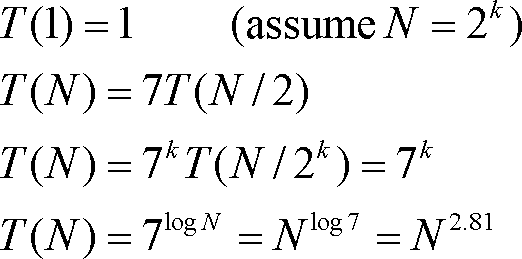 T(1) = 1 (assume N = 2^k)
T(N) = 7T(N / 2)
T(N) = 7^k T(N / 2^k) = 7^k
T(N) = 7^{log N} = N^{log 7} = N^{2.81}